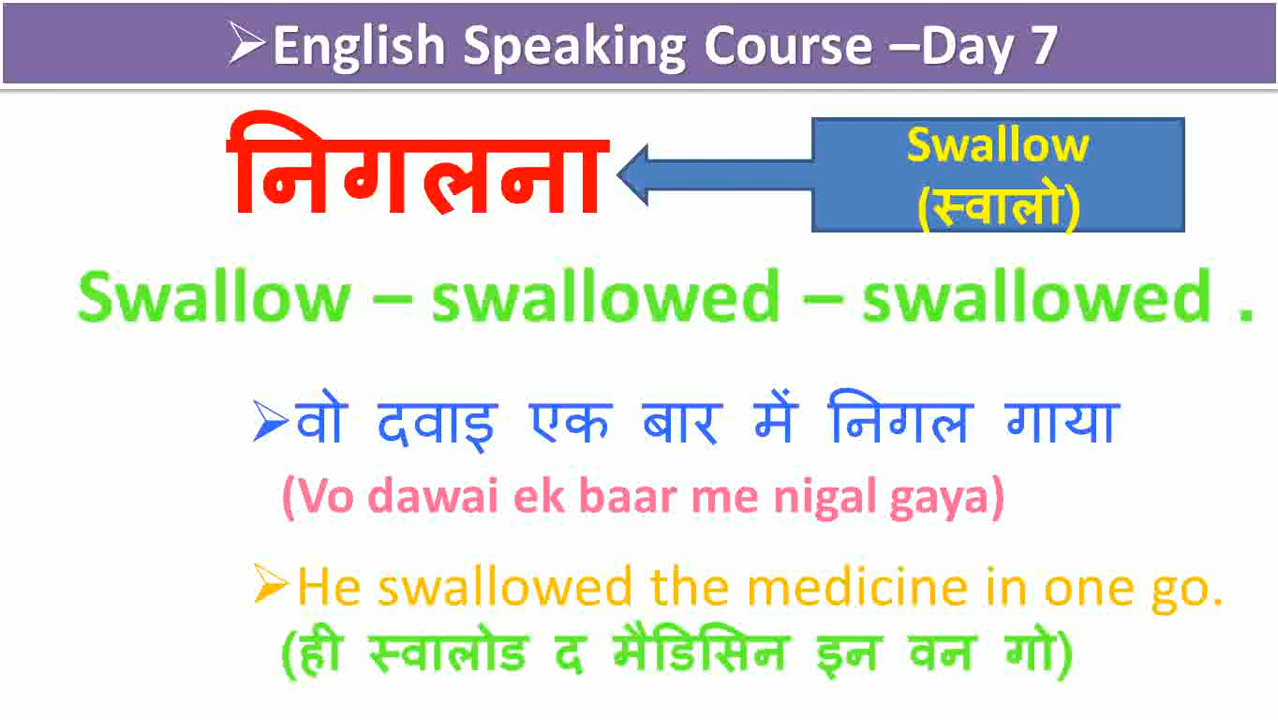 ➢English Speaking Course –Day 7
निगलना
Swallow
(स्वालो)
Swallow – swallowed – swallowed .
➢वो दवाइ एक बार में निगल गाया
(Vo dawai ek baar me nigal gaya)
➢He swallowed the medicine in one go.
(ही स्वालोड द मैडिसिन इन वन गो)